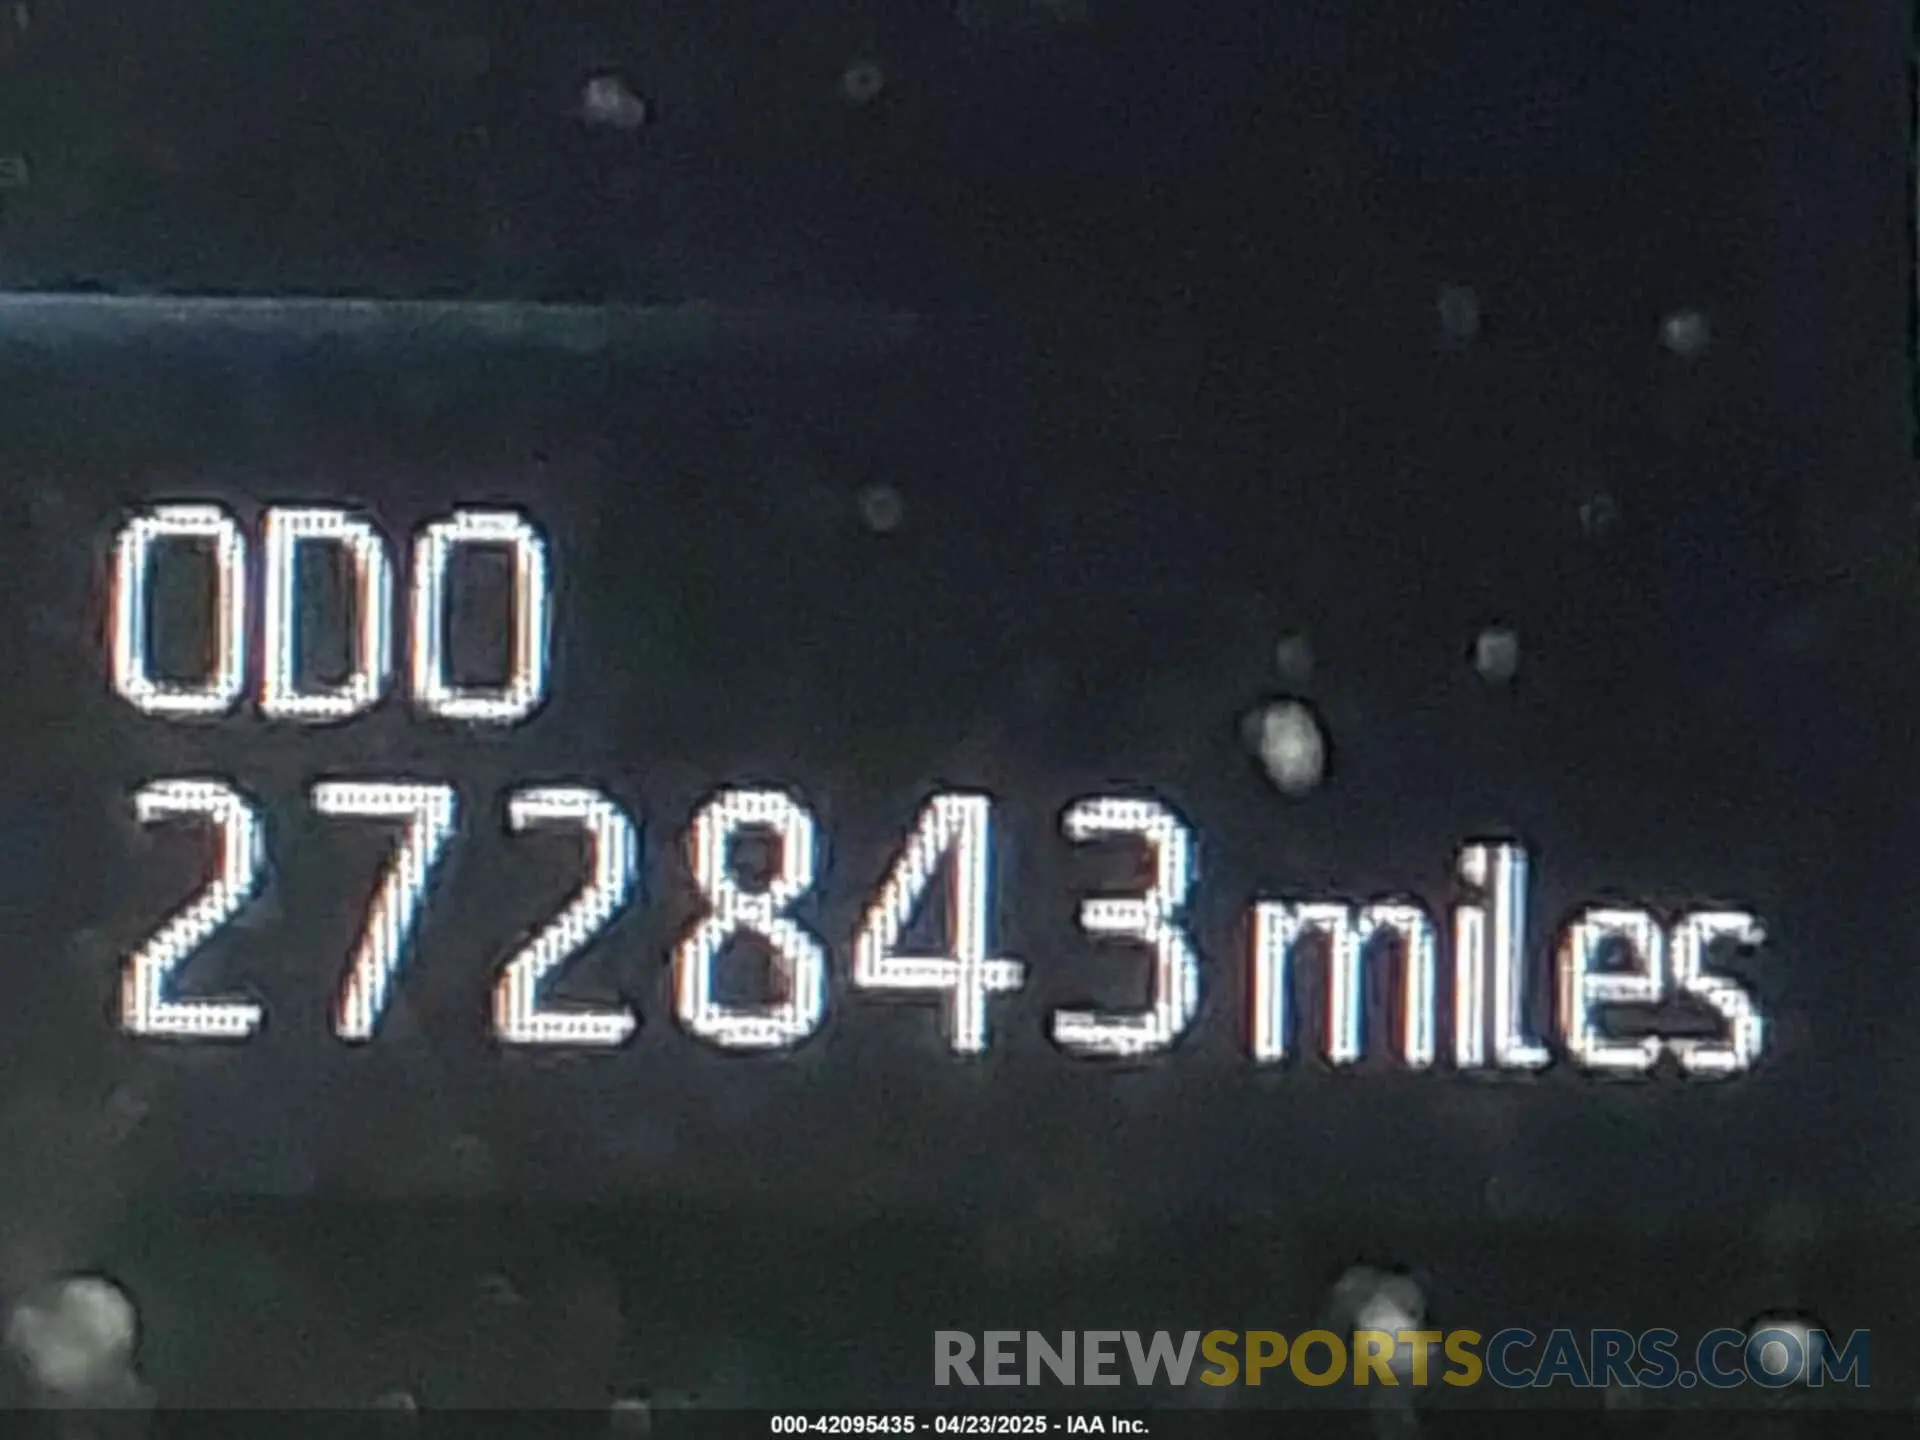 ODO
272843 miles
RENEWSPORTSCARS.COM
000-42095435 - 04/23/2025 - IAA Inc.